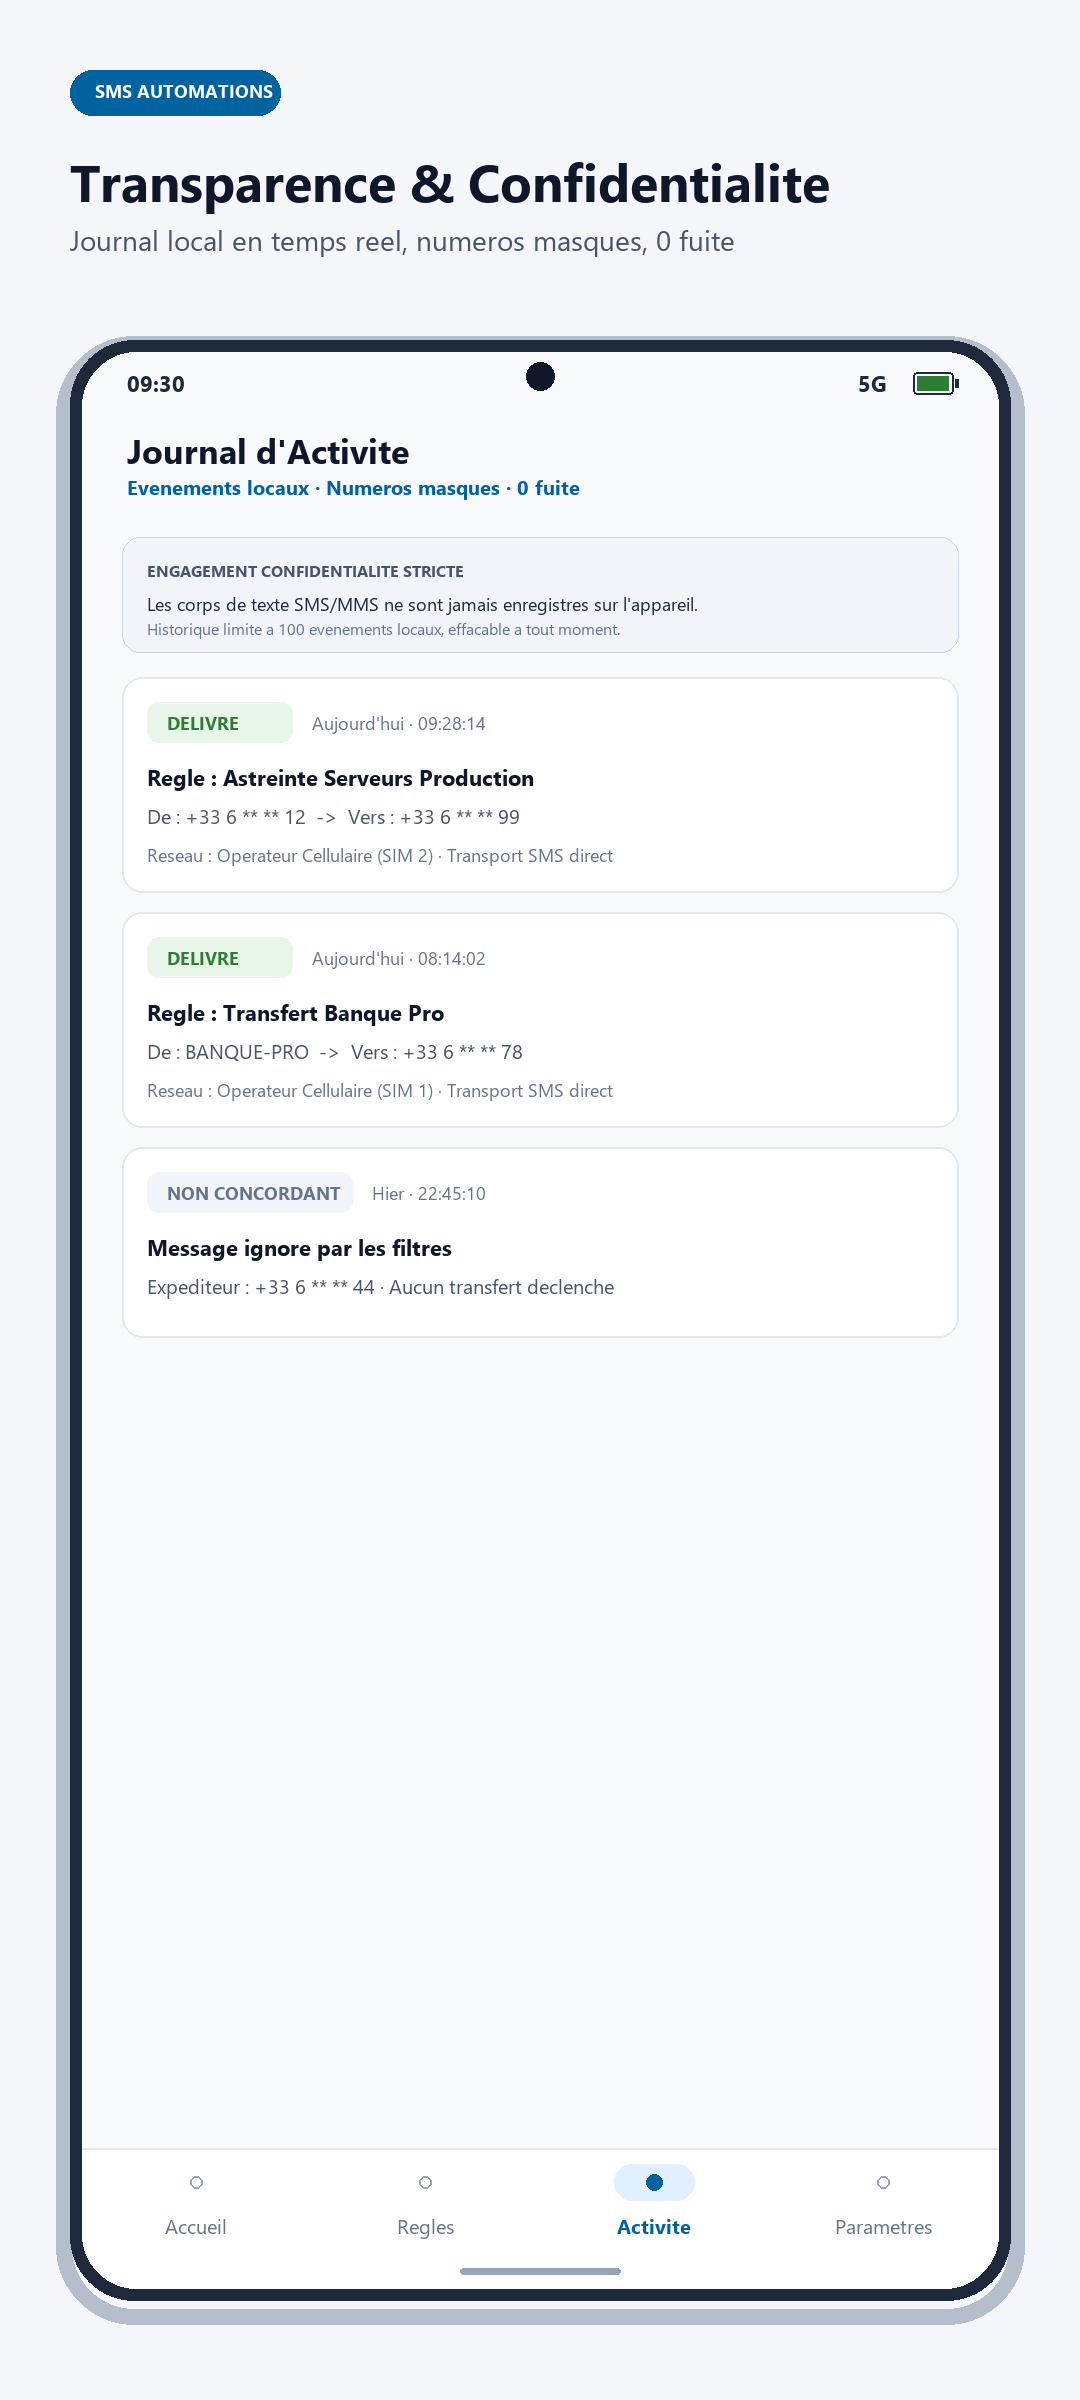 SMS AUTOMATIONS
Transparence & Confidentialite
Journal local en temps reel, numeros masques, 0 fuite
09:30
5G
Journal d'Activite
Evenements locaux · Numeros masques · 0 fuite
ENGAGEMENT CONFIDENTIALITE STRICTE
Les corps de texte SMS/MMS ne sont jamais enregistres sur l'appareil.
Historique limite a 100 evenements locaux, effacable a tout moment.
DELIVRE
Aujourd'hui · 09:28:14
Regle : Astreinte Serveurs Production
De : +33 6 ** ** 12 -> Vers : +33 6 ** ** 99
Reseau : Operateur Cellulaire (SIM 2) · Transport SMS direct
DELIVRE
Aujourd'hui · 08:14:02
Regle : Transfert Banque Pro
De : BANQUE-PRO -> Vers : +33 6 ** ** 78
Reseau : Operateur Cellulaire (SIM 1) · Transport SMS direct
NON CONCORDANT
Hier · 22:45:10
Message ignore par les filtres
Expediteur : +33 6 ** ** 44 · Aucun transfert declenche
Accueil
Regles
Activite
Parametres